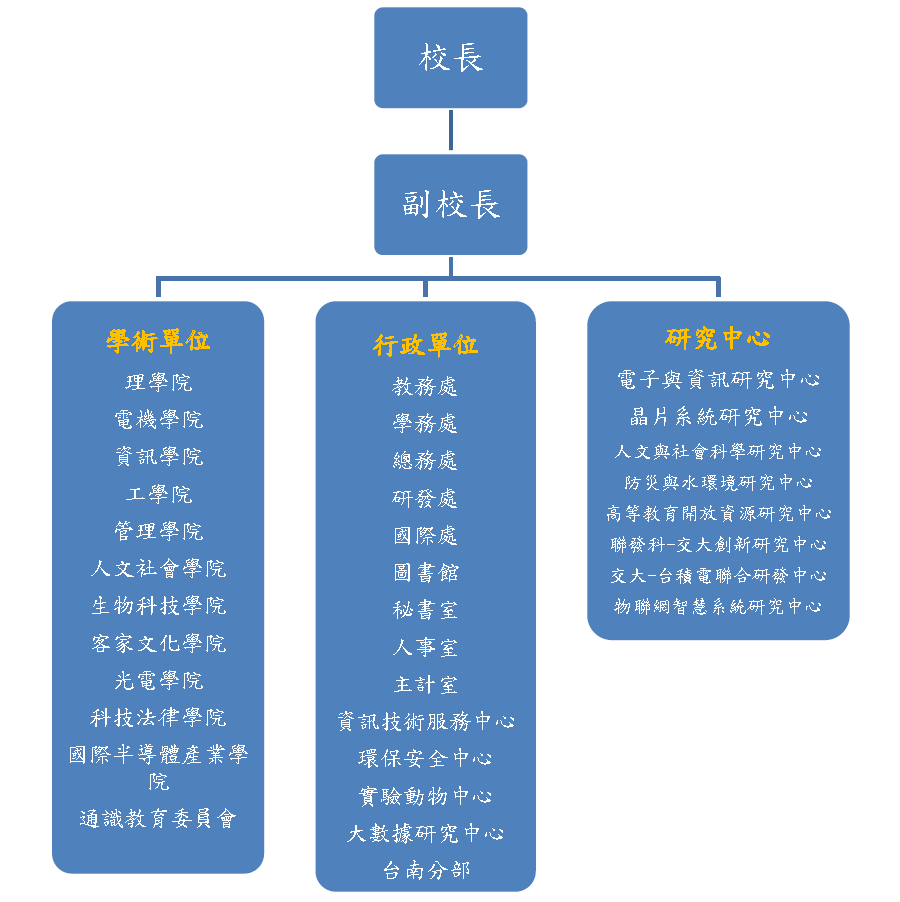 校長
副校長
學術單位
理學院
電機學院
資訊學院
工學院
管理學院
人文社會學院
生物科技學院
客家文化學院
光電學院
科技法律學院
國際半導體產業學
院
通識教育委員會
行政單位
教務處
學務處
總務處
研發處
國際處
圖書館
秘書室
人事室
主計室
資訊技術服務中心
環保安全中心
實驗動物中心
大數據研究中心
台南分部
研究中心
電子與資訊研究中心
晶片系統研究中心
人文與社會科學研究中心
防災與水環境研究中心
高等教育開放資源研究中心
聯發科-交大創新研究中心
交大-台積電聯合研發中心
物聯網智慧系統研究中心